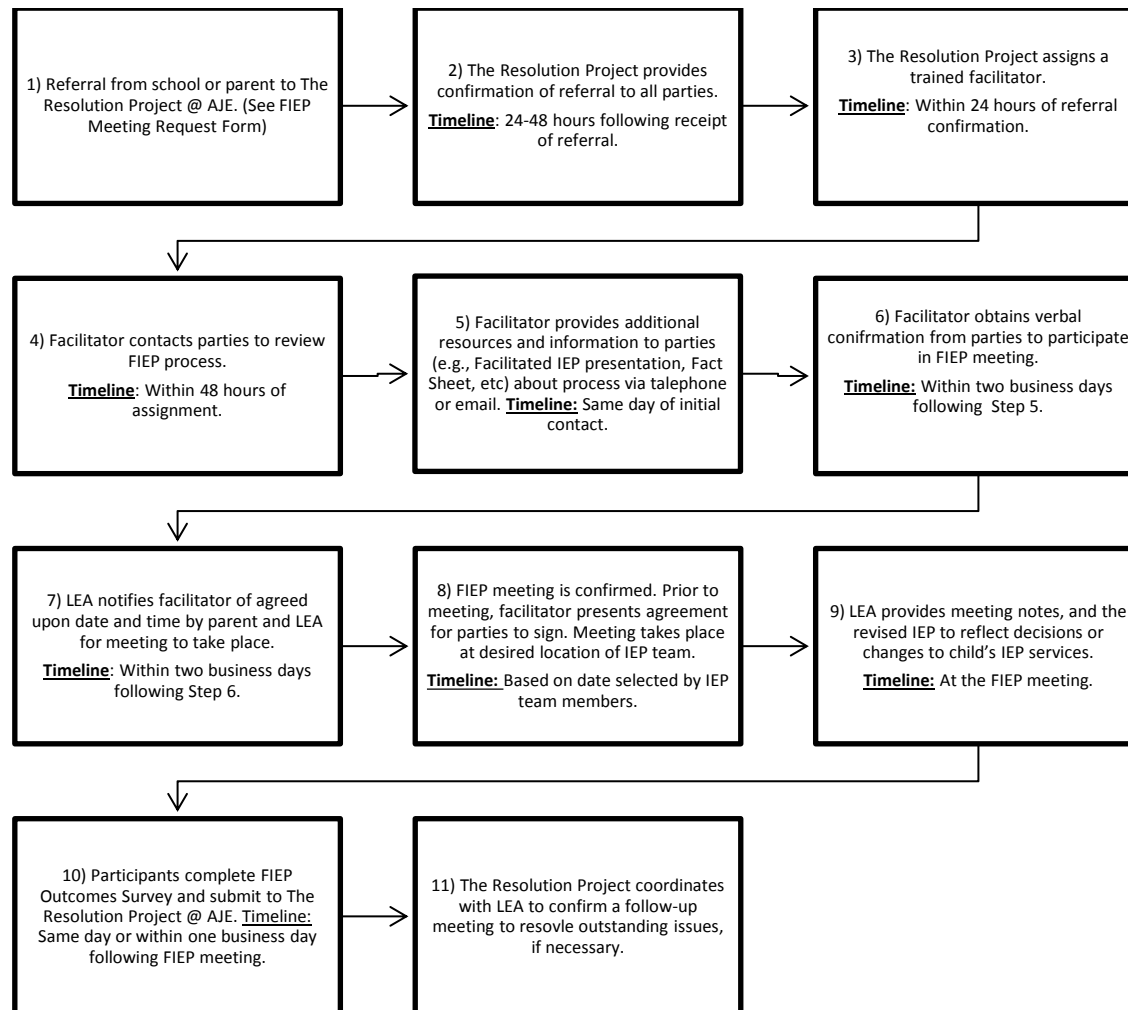 1) Referral from school or parent to The
Resolution Project @ AJE. (See FIEP
Meeting Request Form)
2) The Resolution Project provides
confirmation of referral to all parties.
Timeline: 24-48 hours following receipt
of referral.
3) The Resolution Project assigns a
trained facilitator.
Timeline: Within 24 hours of referral
confirmation.
4) Facilitator contacts parties to review
FIEP process.
Timeline: Within 48 hours of
assignment.
5) Facilitator provides additional
resources and information to parties
(e.g., Facilitated IEP presentation, Fact
Sheet, etc) about process via talephone
or email. Timeline: Same day of initial
contact.
6) Facilitator obtains verbal
conifrmation from parties to participate
in FIEP meeting.
Timeline: Within two business days
following Step 5.
7) LEA notifies facilitator of agreed
upon date and time by parent and LEA
for meeting to take place.
Timeline: Within two business days
following Step 6.
8) FIEP meeting is confirmed. Prior to
meeting, facilitator presents agreement
for parties to sign. Meeting takes place
at desired location of IEP team.
Timeline: Based on date selected by IEP
team members.
9) LEA provides meeting notes, and the
revised IEP to reflect decisions or
changes to child’s IEP services.
Timeline: At the FIEP meeting.
10) Participants complete FIEP
Outcomes Survey and submit to The
Resolution Project @ AJE. Timeline:
Same day or within one business day
following FIEP meeting.
11) The Resolution Project coordinates
with LEA to confirm a follow-up
meeting to resovle outstanding issues,
if necessary.